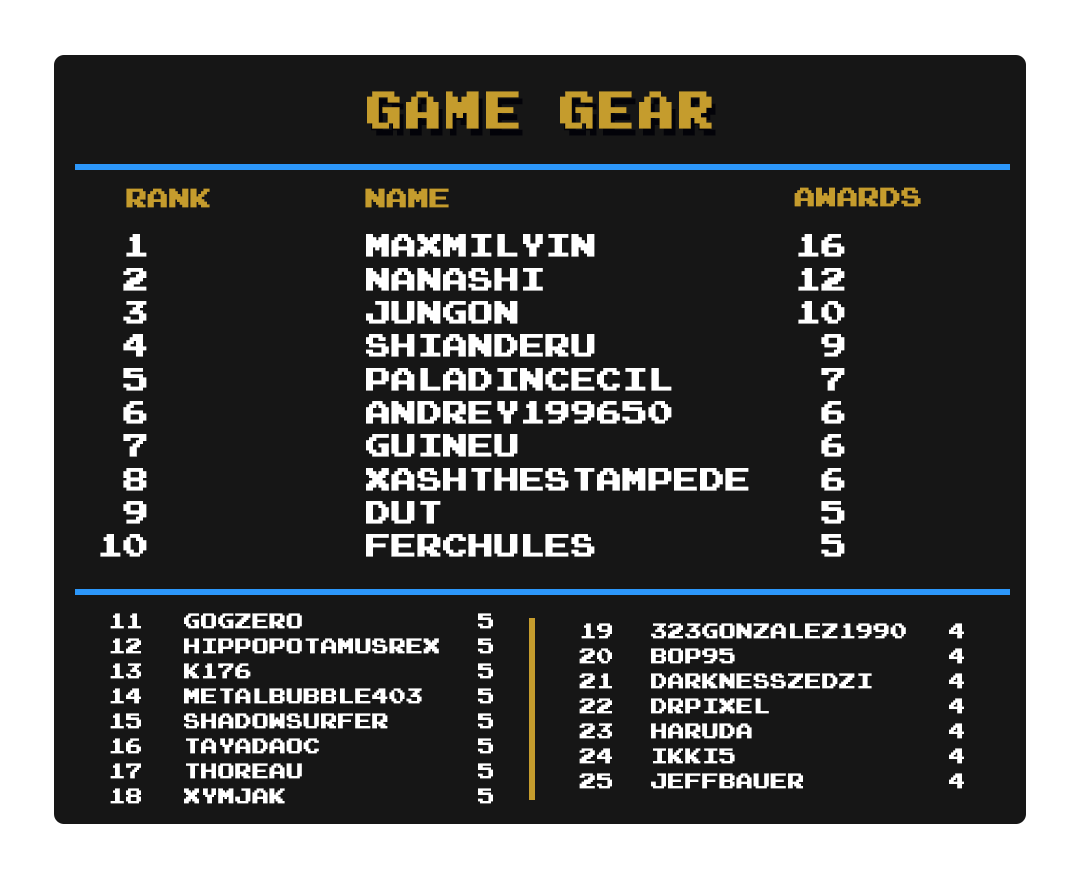 GAME GEAR
RANK NAME AWARDS
1 MAXMILYIN 16
2 NANASHI 12
3 JUNGON 10
4 SHIANDERU 9
5 PALADINCECIL 7
6 ANDREY199650 6
7 GUINEU 6
8 XASHTHESTAMPEDE 6
9 DUT 5
10 FERCHULES 5
11 GOGZERO 5
12 HIPPOPOTAMUSREX 5
13 K176 5
14 METALBUBBLE403 5
15 SHADOWSURFER 5
16 TAYADAOC 5
17 THOREAU 5
18 XYMJAK 5
19 323GONZALEZ1990 4
20 BOP95 4
21 DARKNESSZEDZI 4
22 DRPIXEL 4
23 HARUDA 4
24 IKKI5 4
25 JEFFBAUER 4